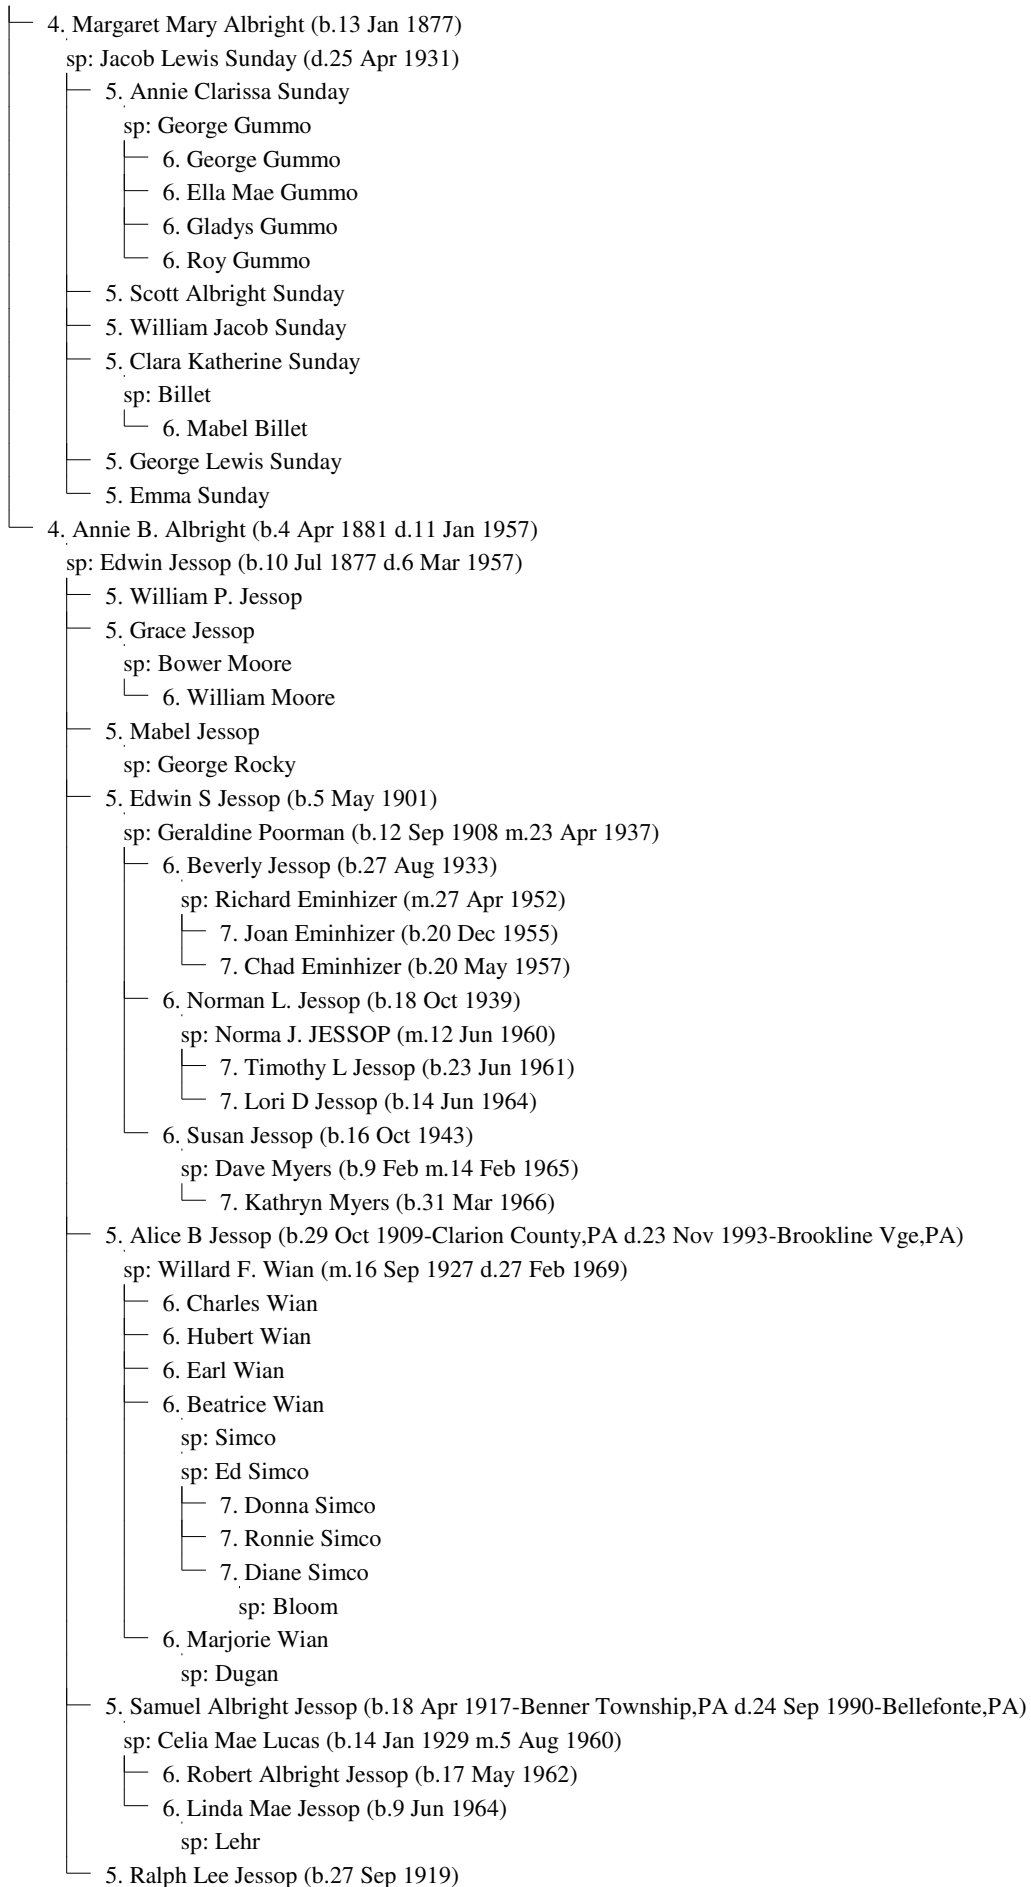 4. Margaret Mary Albright (b.13 Jan 1877)
sp: Jacob Lewis Sunday (d.25 Apr 1931)
5. Annie Clarissa Sunday
sp: George Gummo
6. George Gummo
6. Ella Mae Gummo
6. Gladys Gummo
6. Roy Gummo
5. Scott Albright Sunday
5. William Jacob Sunday
5. Clara Katherine Sunday
sp: Billet
6. Mabel Billet
5. George Lewis Sunday
5. Emma Sunday
4. Annie B. Albright (b.4 Apr 1881 d.11 Jan 1957)
sp: Edwin Jessop (b.10 Jul 1877 d.6 Mar 1957)
5. William P. Jessop
5. Grace Jessop
sp: Bower Moore
6. William Moore
5. Mabel Jessop
sp: George Rocky
5. Edwin S Jessop (b.5 May 1901)
sp: Geraldine Poorman (b.12 Sep 1908 m.23 Apr 1937)
6. Beverly Jessop (b.27 Aug 1933)
sp: Richard Eminhizer (m.27 Apr 1952)
7. Joan Eminhizer (b.20 Dec 1955)
7. Chad Eminhizer (b.20 May 1957)
6. Norman L. Jessop (b.18 Oct 1939)
sp: Norma J. JESSOP (m.12 Jun 1960)
7. Timothy L Jessop (b.23 Jun 1961)
7. Lori D Jessop (b.14 Jun 1964)
6. Susan Jessop (b.16 Oct 1943)
sp: Dave Myers (b.9 Feb m.14 Feb 1965)
7. Kathryn Myers (b.31 Mar 1966)
5. Alice B Jessop (b.29 Oct 1909-Clarion County,PA d.23 Nov 1993-Brookline Vge,PA)
sp: Willard F. Wian (m.16 Sep 1927 d.27 Feb 1969)
6. Charles Wian
6. Hubert Wian
6. Earl Wian
6. Beatrice Wian
sp: Simco
sp: Ed Simco
7. Donna Simco
7. Ronnie Simco
7. Diane Simco
sp: Bloom
6. Marjorie Wian
sp: Dugan
5. Samuel Albright Jessop (b.18 Apr 1917-Benner Township,PA d.24 Sep 1990-Bellefonte,PA)
sp: Celia Mae Lucas (b.14 Jan 1929 m.5 Aug 1960)
6. Robert Albright Jessop (b.17 May 1962)
6. Linda Mae Jessop (b.9 Jun 1964)
sp: Lehr
5. Ralph Lee Jessop (b.27 Sep 1919)